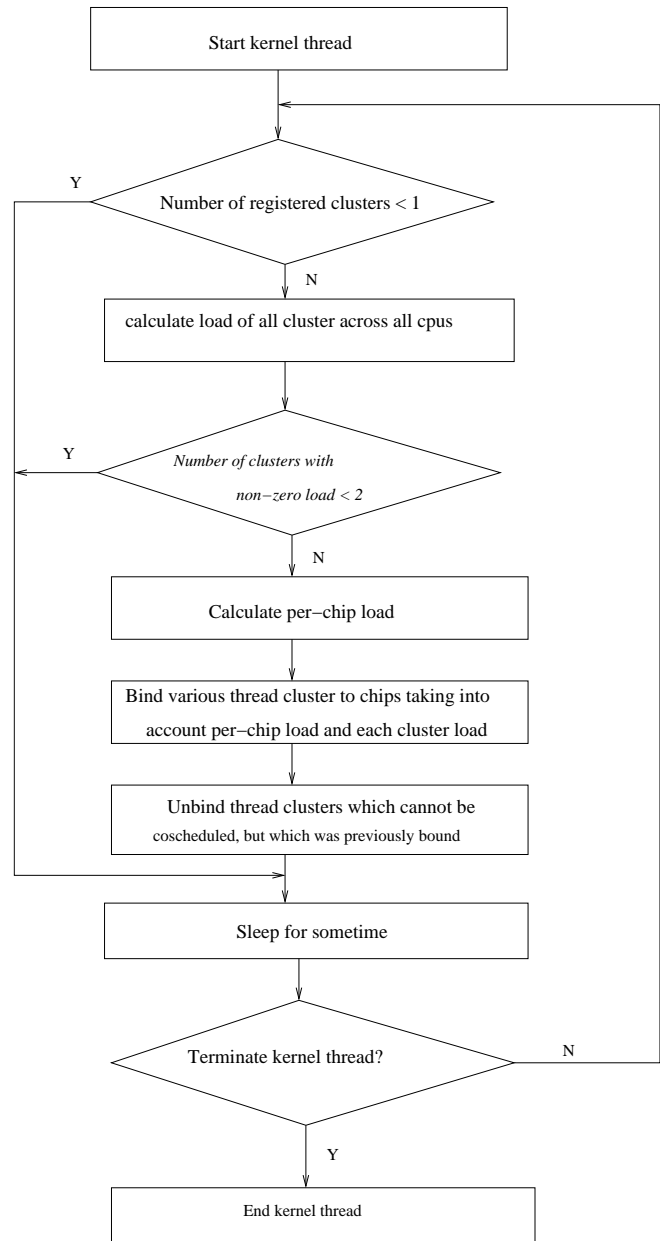 Start kernel thread
Y
Number of registered clusters < 1
N
calculate load of all cluster across all cpus
Y
Number of clusters with
non−zero load < 2
N
Calculate per−chip load
Bind various thread cluster to chips taking into
account per−chip load and each cluster load
Unbind thread clusters which cannot be
coscheduled, but which was previously bound
Sleep for sometime
Terminate kernel thread?
N
Y
End kernel thread